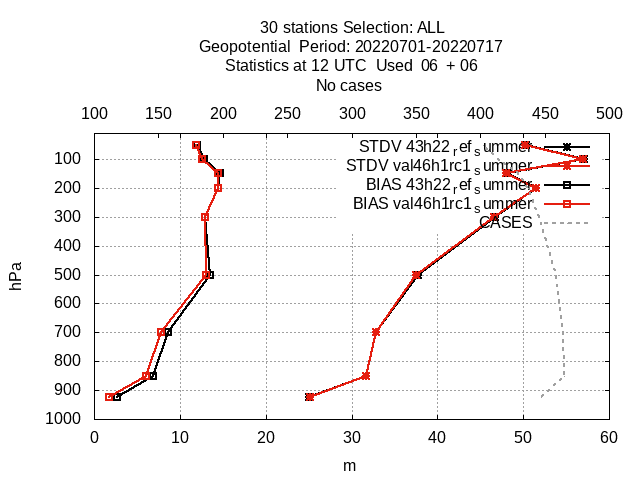 30 stations Selection: ALL
Geopotential  Period: 20220701-20220717
Statistics at 12 UTC  Used  06  + 06
No cases
100 150 200 250 300 350 400 450 500
STDV 43h22_ref_summer
STDV val46h1rc1_summer
BIAS 43h22_ref_summer
BIAS val46h1rc1_summer
CASES
hPa
100
200
300
400
500
600
700
800
900
1000
0 10 20 30 40 50 60
m